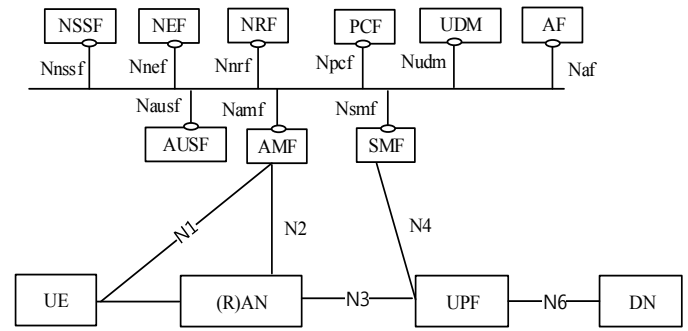 NSSF NEF NRF PCF UDM AF
Nnssf Nnef Nnrf Npcf Nudm Naf
Nausf Namf Nsmf
AUSF AMF SMF
N1 N2 N4
UE (R)AN N3 UPF N6 DN